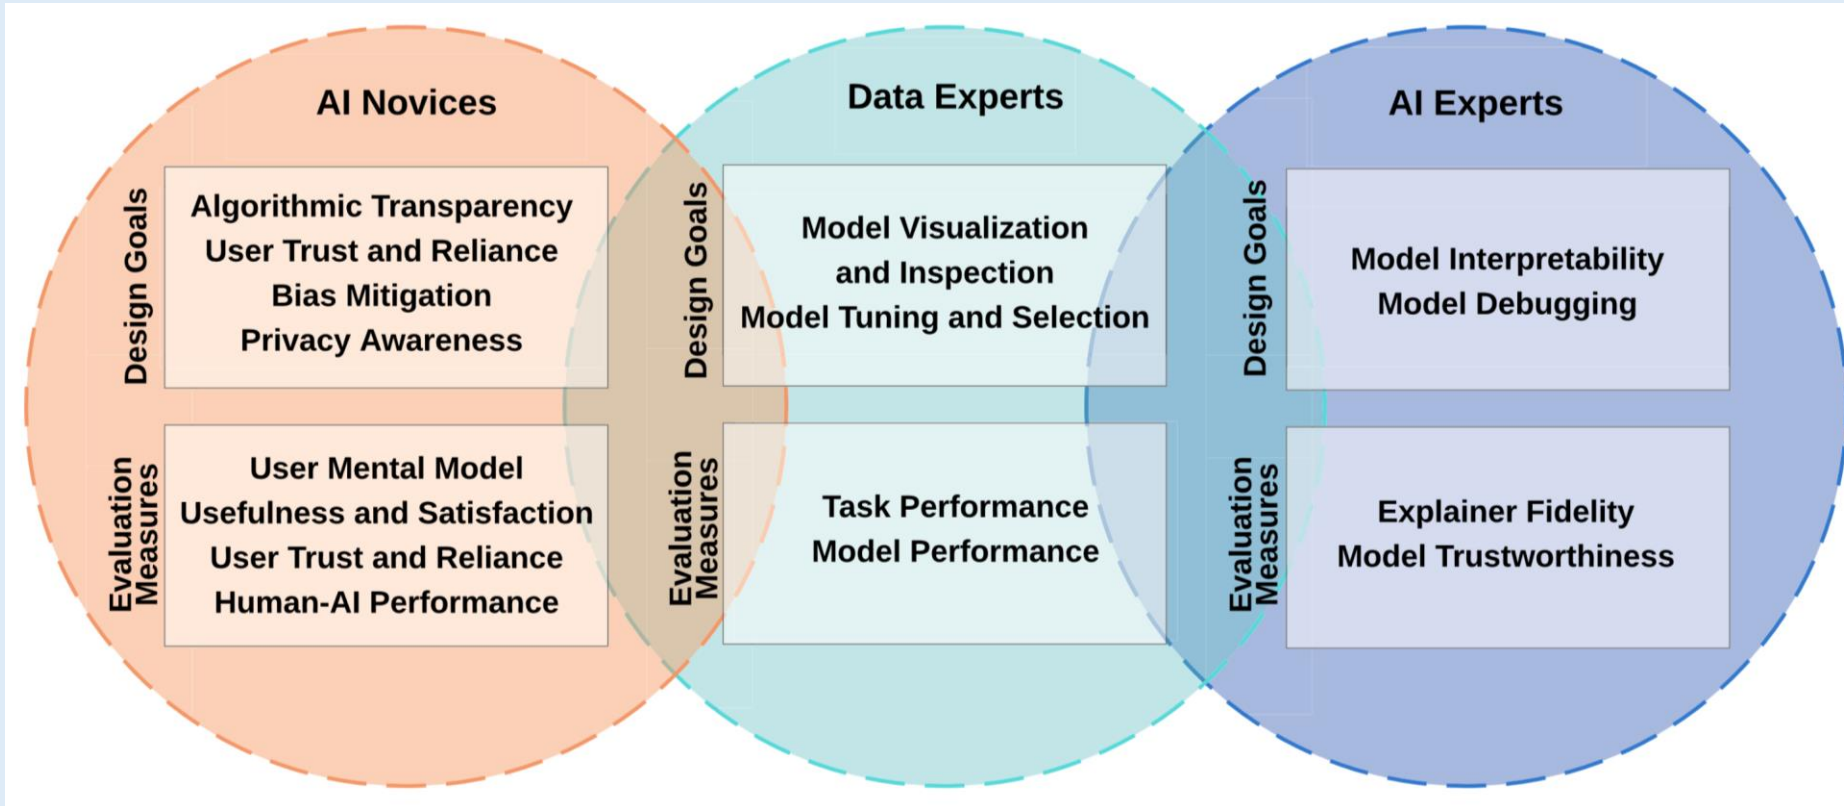 AI Novices
Design Goals
Algorithmic Transparency
User Trust and Reliance
Bias Mitigation
Privacy Awareness
Evaluation
Measures
User Mental Model
Usefulness and Satisfaction
User Trust and Reliance
Human-AI Performance
Data Experts
Design Goals
Model Visualization
and Inspection
Model Tuning and Selection
Evaluation
Measures
Task Performance
Model Performance
AI Experts
Design Goals
Model Interpretability
Model Debugging
Evaluation
Measures
Explainer Fidelity
Model Trustworthiness